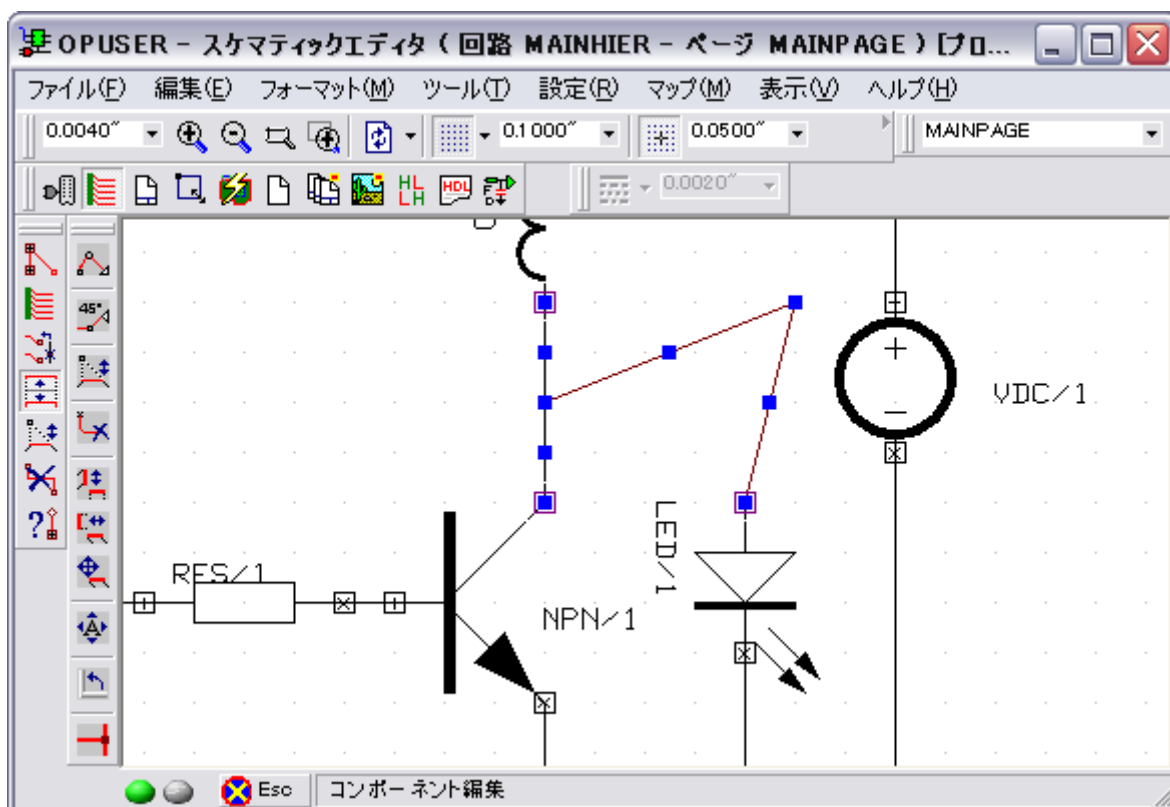 OPUSER - スケマティックエディタ ( 回路 MAINHIER - ページ MAINPAGE ) [プロ...
ファイル(F) 編集(E) フォーマット(M) ツール(T) 設定(R) マップ(M) 表示(V) ヘルプ(H)
0.0040" 0.1000" 0.0500" MAINPAGE
HL LH HDL 0.0020"
45°
VDC/1
LED/1
RES/1
NPN/1
A
?
Esc コンポーネント編集